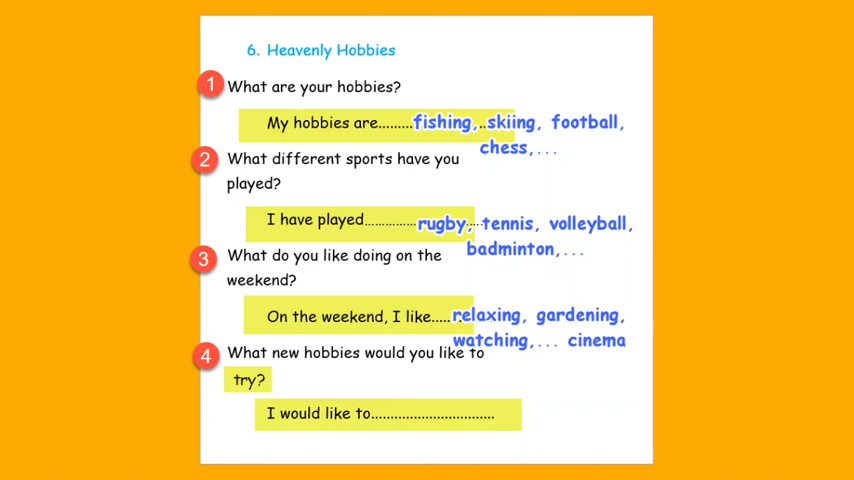 6. Heavenly Hobbies
1 What are your hobbies?
My hobbies are.........fishing,..skiing, football,
chess,...
2 What different sports have you
played?
I have played..............rugby,....tennis, volleyball,
badminton,...
3 What do you like doing on the
weekend?
On the weekend, I like......relaxing, gardening,
watching,... cinema
4 What new hobbies would you like to
try?
I would like to................................